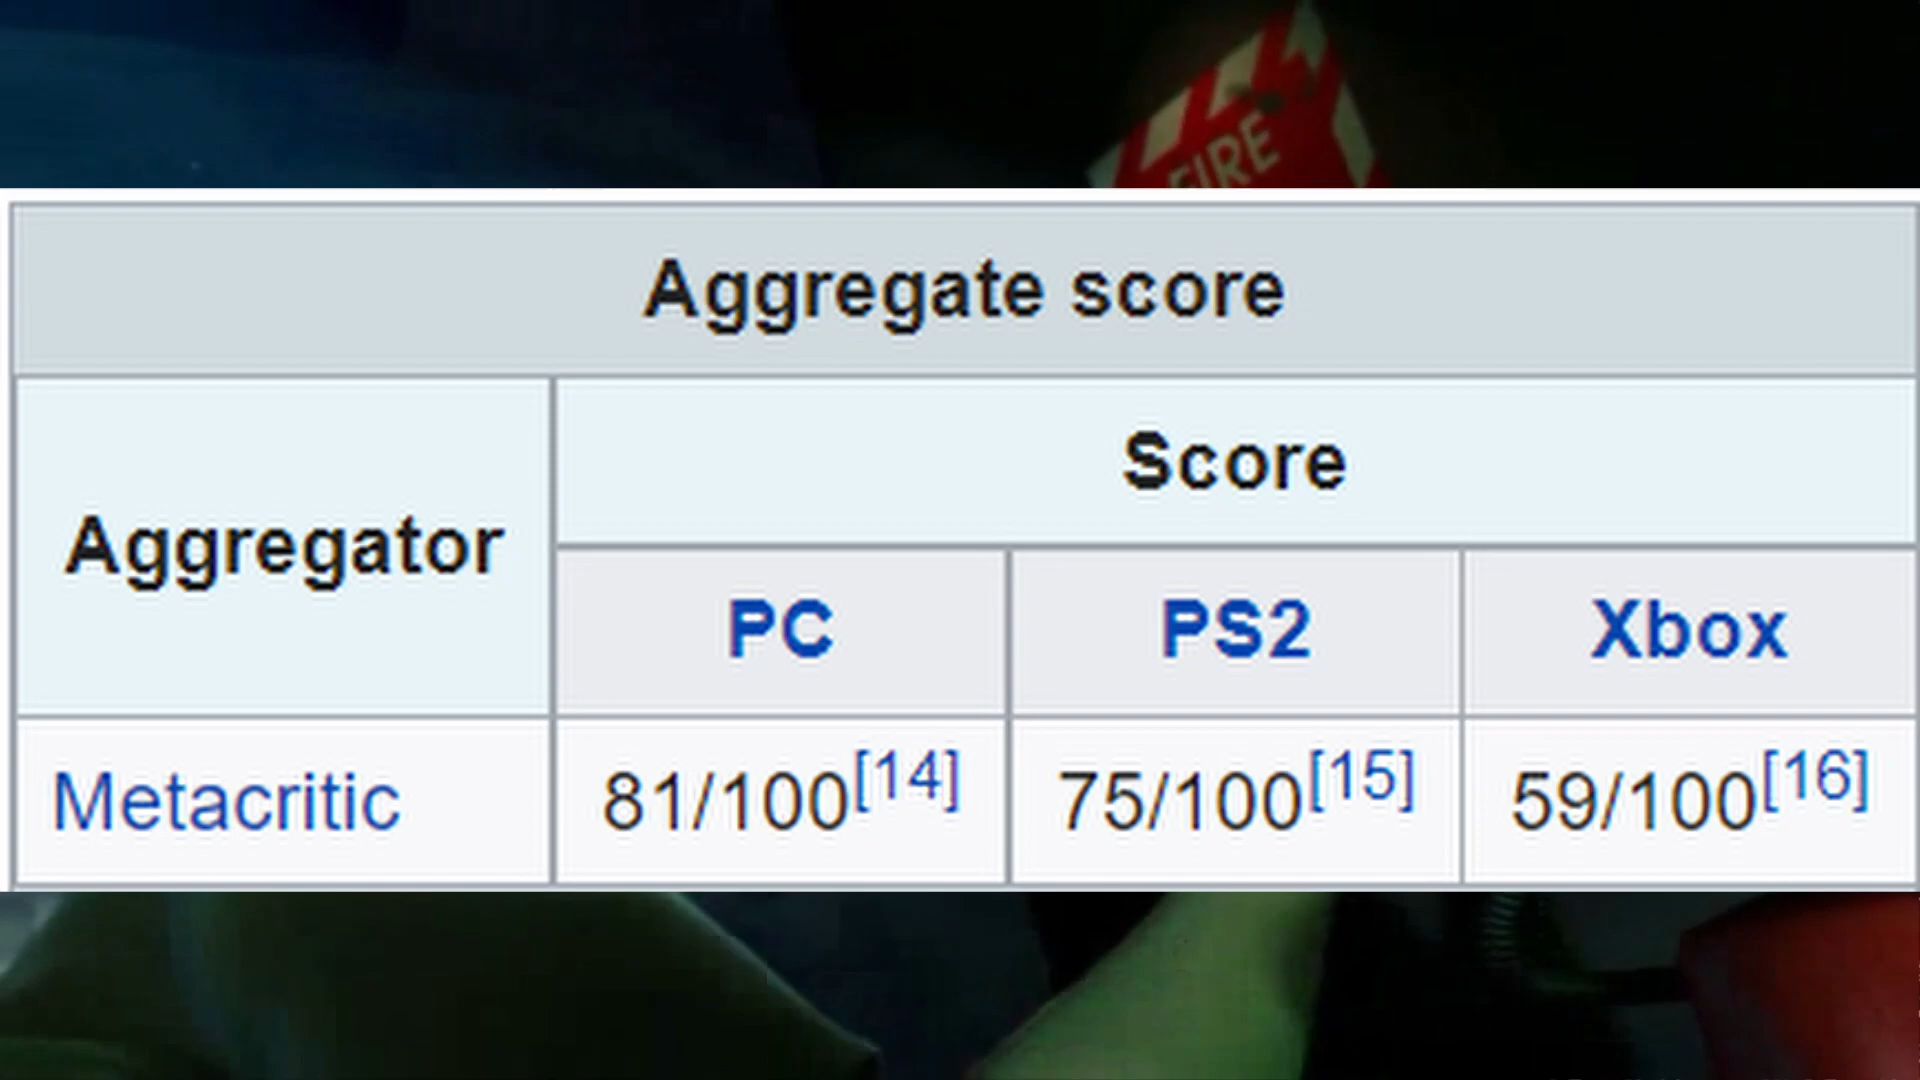 FIRE
Aggregate score
Aggregator
Score
PC PS2 Xbox
Metacritic 81/100[14] 75/100[15] 59/100[16]